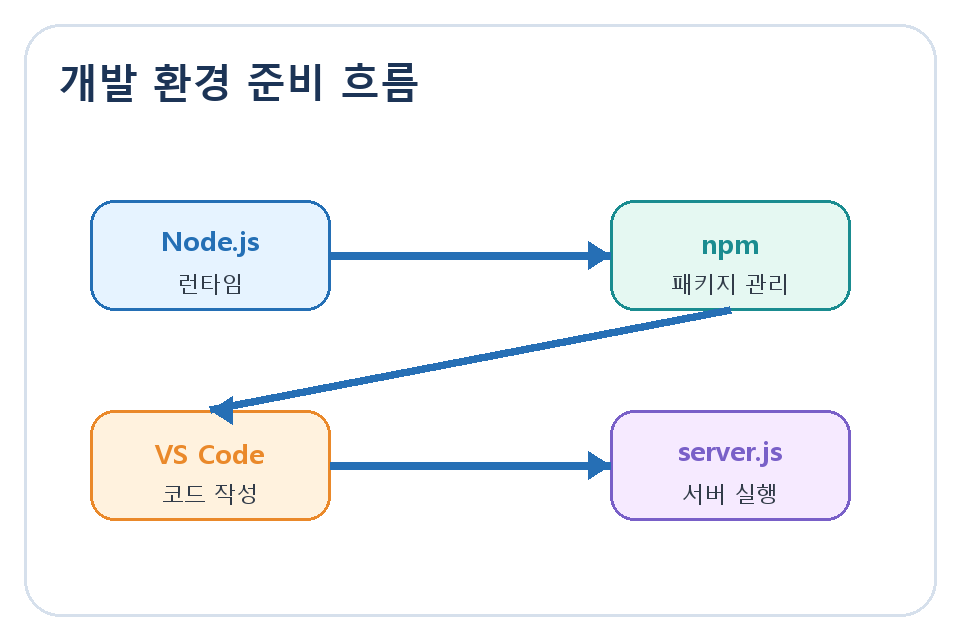 개발 환경 준비 흐름
Node.js
런타임
npm
패키지 관리
VS Code
코드 작성
server.js
서버 실행